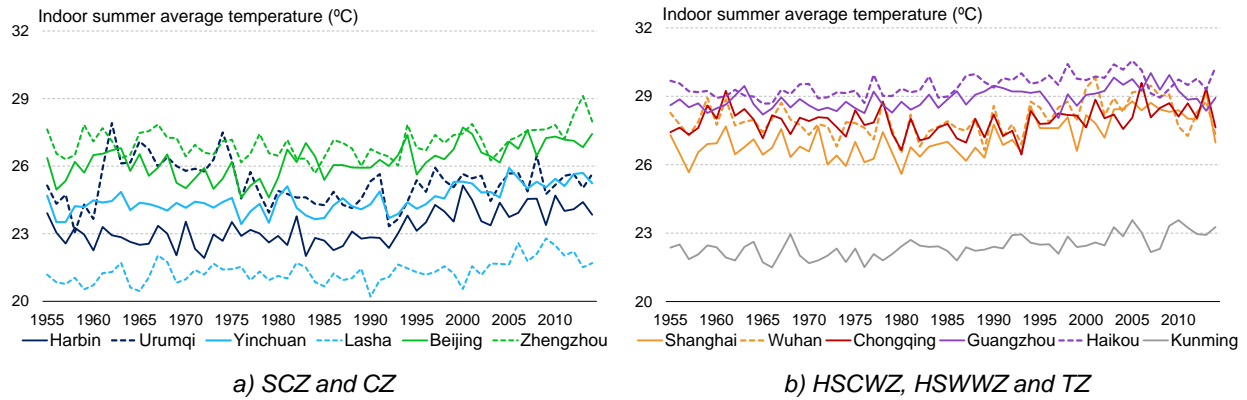 Indoor summer average temperature (ºC)
32
29
26
23
20
1955 1960 1965 1970 1975 1980 1985 1990 1995 2000 2005 2010
Harbin Urumqi Yinchuan Lasha Beijing Zhengzhou
a) SCZ and CZ
Indoor summer average temperature (ºC)
32
29
26
23
20
1955 1960 1965 1970 1975 1980 1985 1990 1995 2000 2005 2010
Shanghai Wuhan Chongqing Guangzhou Haikou Kunming
b) HSCWZ, HSWWZ and TZ